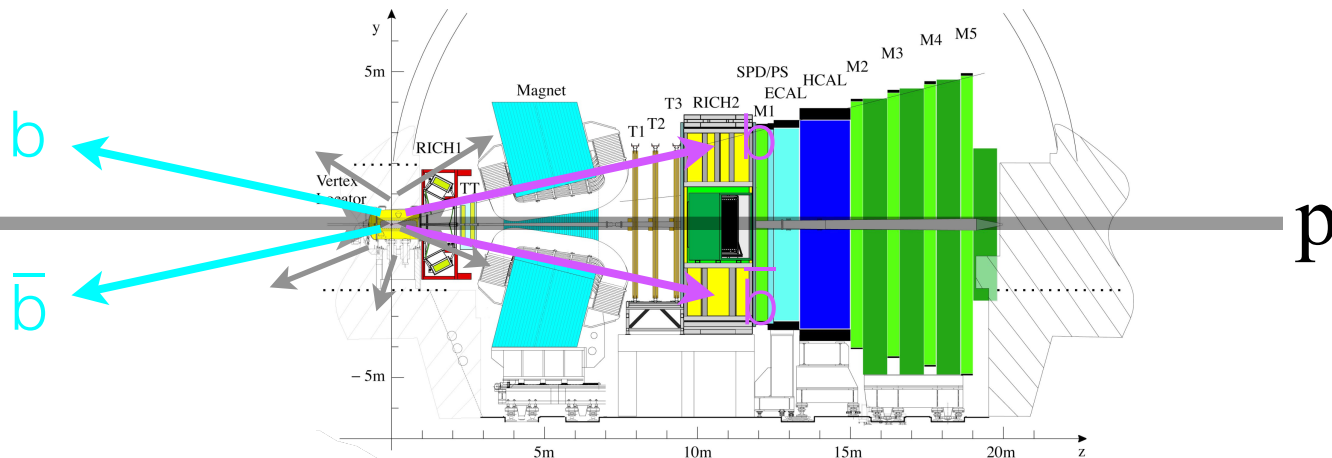 y
M5
M4
M3
M2
5m
SPD/PS
HCAL
ECAL
Magnet
T3
RICH2
M1
T2
T1
b
b
RICH1
Vertex
Locator
TT
p
b̅
b̅
− 5m
5m
10m
15m
20m
z